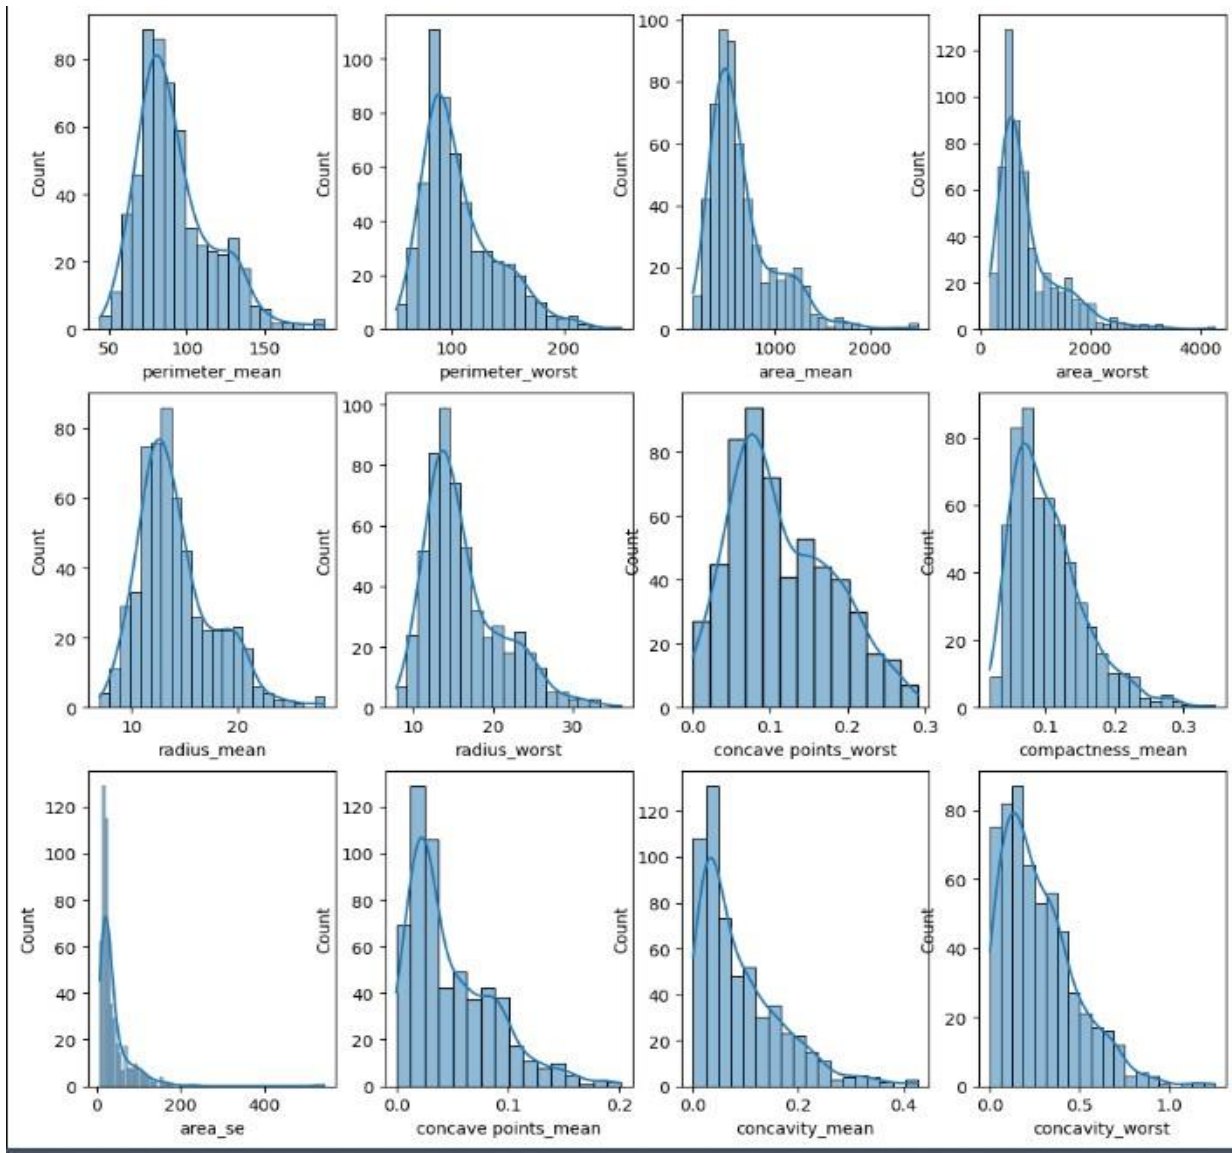 Count
80
60
40
20
0
50 100 150
perimeter_mean
Count
100
80
60
40
20
0
100 200
perimeter_worst
Count
100
80
60
40
20
0
1000 2000
area_mean
Count
120
100
80
60
40
20
0
0 2000 4000
area_worst
Count
80
60
40
20
0
10 20
radius_mean
Count
100
80
60
40
20
0
10 20 30
radius_worst
Count
80
60
40
20
0
0.0 0.1 0.2 0.3
concave points_worst
Count
80
60
40
20
0
0.1 0.2 0.3
compactness_mean
Count
120
100
80
60
40
20
0
0 200 400
area_se
Count
120
100
80
60
40
20
0
0.0 0.1 0.2
concave points_mean
Count
120
100
80
60
40
20
0
0.0 0.2 0.4
concavity_mean
Count
80
60
40
20
0
0.0 0.5 1.0
concavity_worst